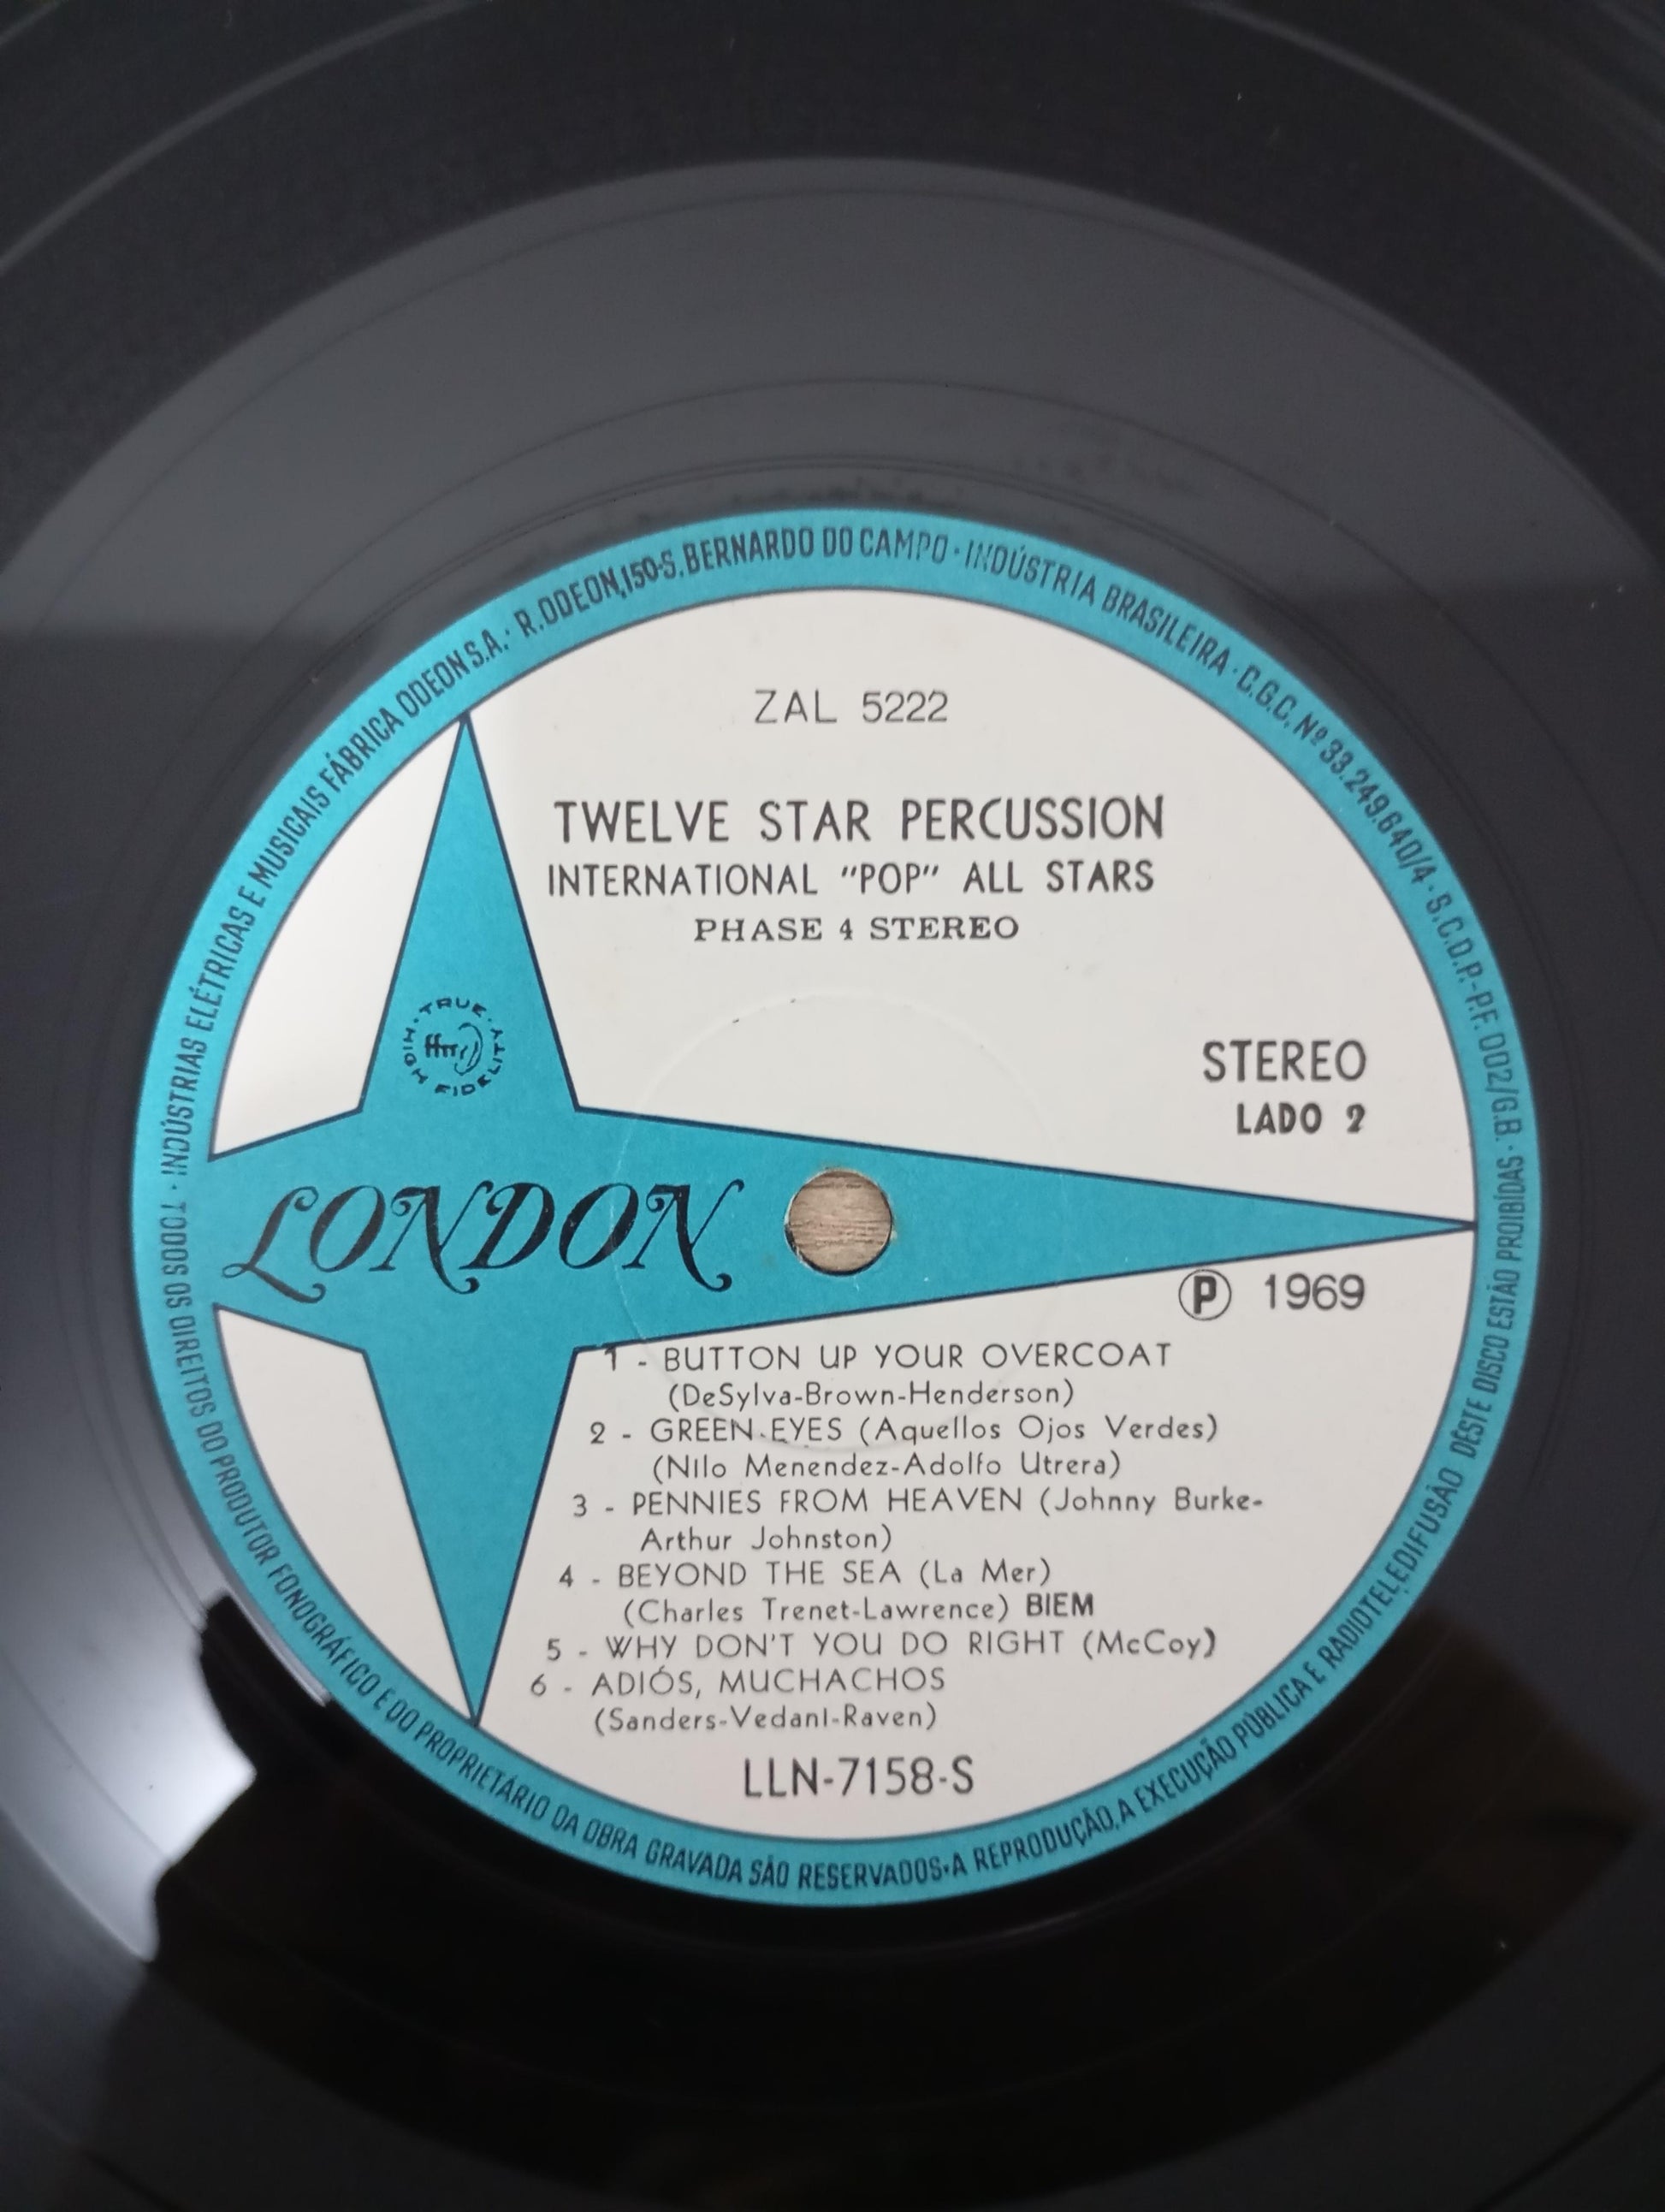 ZAL 5222
TWELVE STAR PERCUSSION
INTERNATIONAL "POP" ALL STARS
PHASE 4 STEREO
TRUE HIGH FIDELITY
ffrr
STEREO
LADO 2
LONDON
Ⓟ 1969
1 - BUTTON UP YOUR OVERCOAT
(DeSylva-Brown-Henderson)
2 - GREEN EYES (Aquellos Ojos Verdes)
(Nilo Menendez-Adolfo Utrera)
3 - PENNIES FROM HEAVEN (Johnny Burke-
Arthur Johnston)
4 - BEYOND THE SEA (La Mer)
(Charles Trenet-Lawrence) BIEM
5 - WHY DON'T YOU DO RIGHT (McCoy)
6 - ADIÓS, MUCHACHOS
(Sanders-Vedani-Raven)
LLN-7158-S
INDÚSTRIAS ELÉTRICAS E MUSICAIS FÁBRICA ODEON S.A. · R. ODEON, 150-S. BERNARDO DO CAMPO · INDÚSTRIA BRASILEIRA · C.G.C. Nº 33.249.640/4 · S.C.D.P.-P.F. 002/G.B. · TODOS OS DIREITOS DO PRODUTOR FONOGRÁFICO E DO PROPRIETÁRIO DA OBRA GRAVADA SÃO RESERVADOS · A REPRODUÇÃO, A EXECUÇÃO PÚBLICA E RADIOTELEDIFUSÃO DÊSTE DISCO ESTÃO PROIBIDAS ·